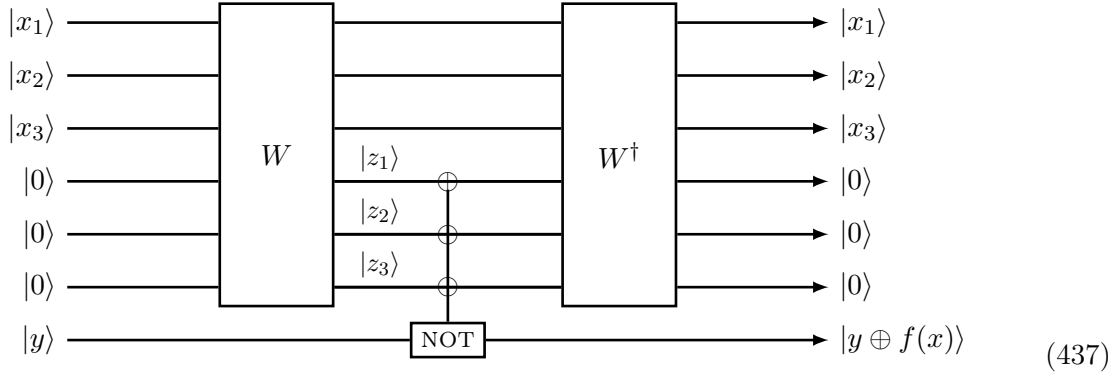 |x₁⟩ |x₁⟩
|x₂⟩ |x₂⟩
|x₃⟩ |x₃⟩
W W†
|0⟩ |z₁⟩ |0⟩
|0⟩ |z₂⟩ |0⟩
|0⟩ |z₃⟩ |0⟩
|y⟩ NOT |y ⊕ f(x)⟩
(437)